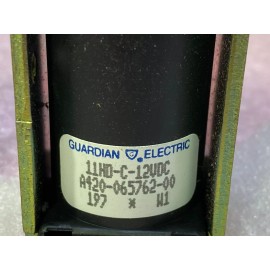 GUARDIAN ELECTRIC
11HD-C-12VDC
A420-065762-00
197 * W1